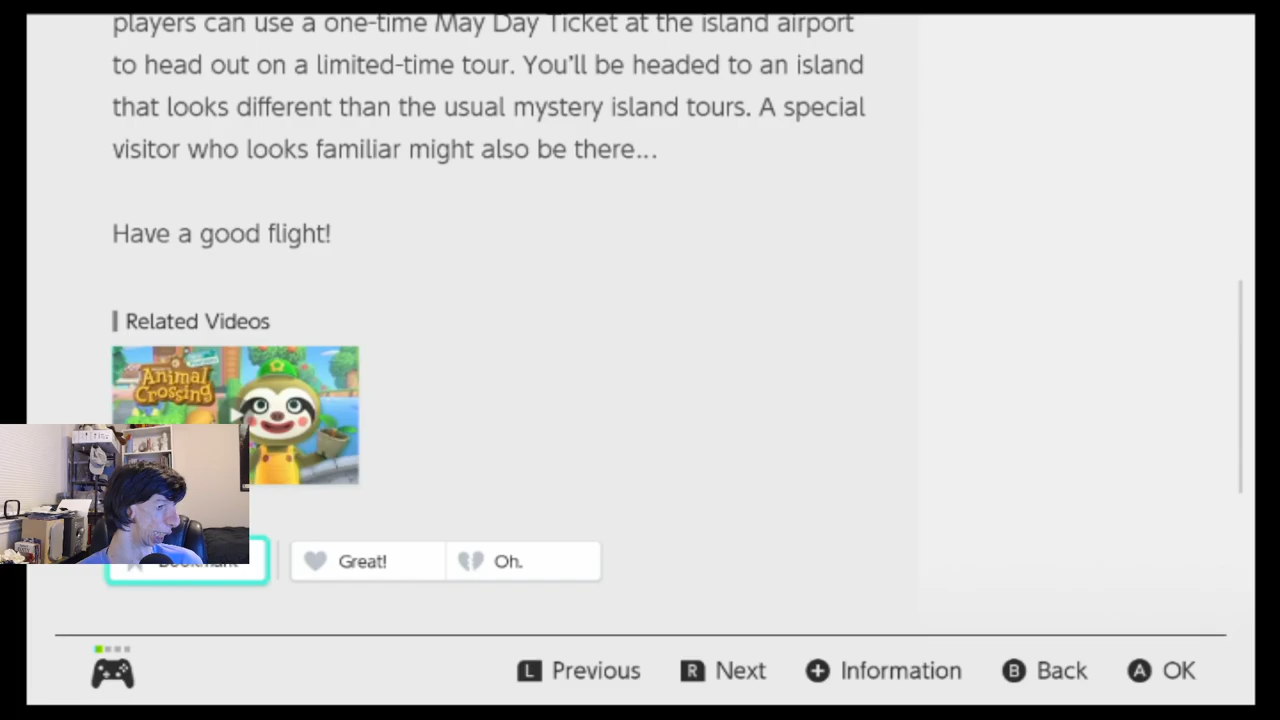 players can use a one-time May Day Ticket at the island airport
to head out on a limited-time tour. You'll be headed to an island
that looks different than the usual mystery island tours. A special
visitor who looks familiar might also be there...
Have a good flight!
Related Videos
Animal
Crossing
Bookmark
Great!
Oh.
L Previous
R Next
+ Information
B Back
A OK